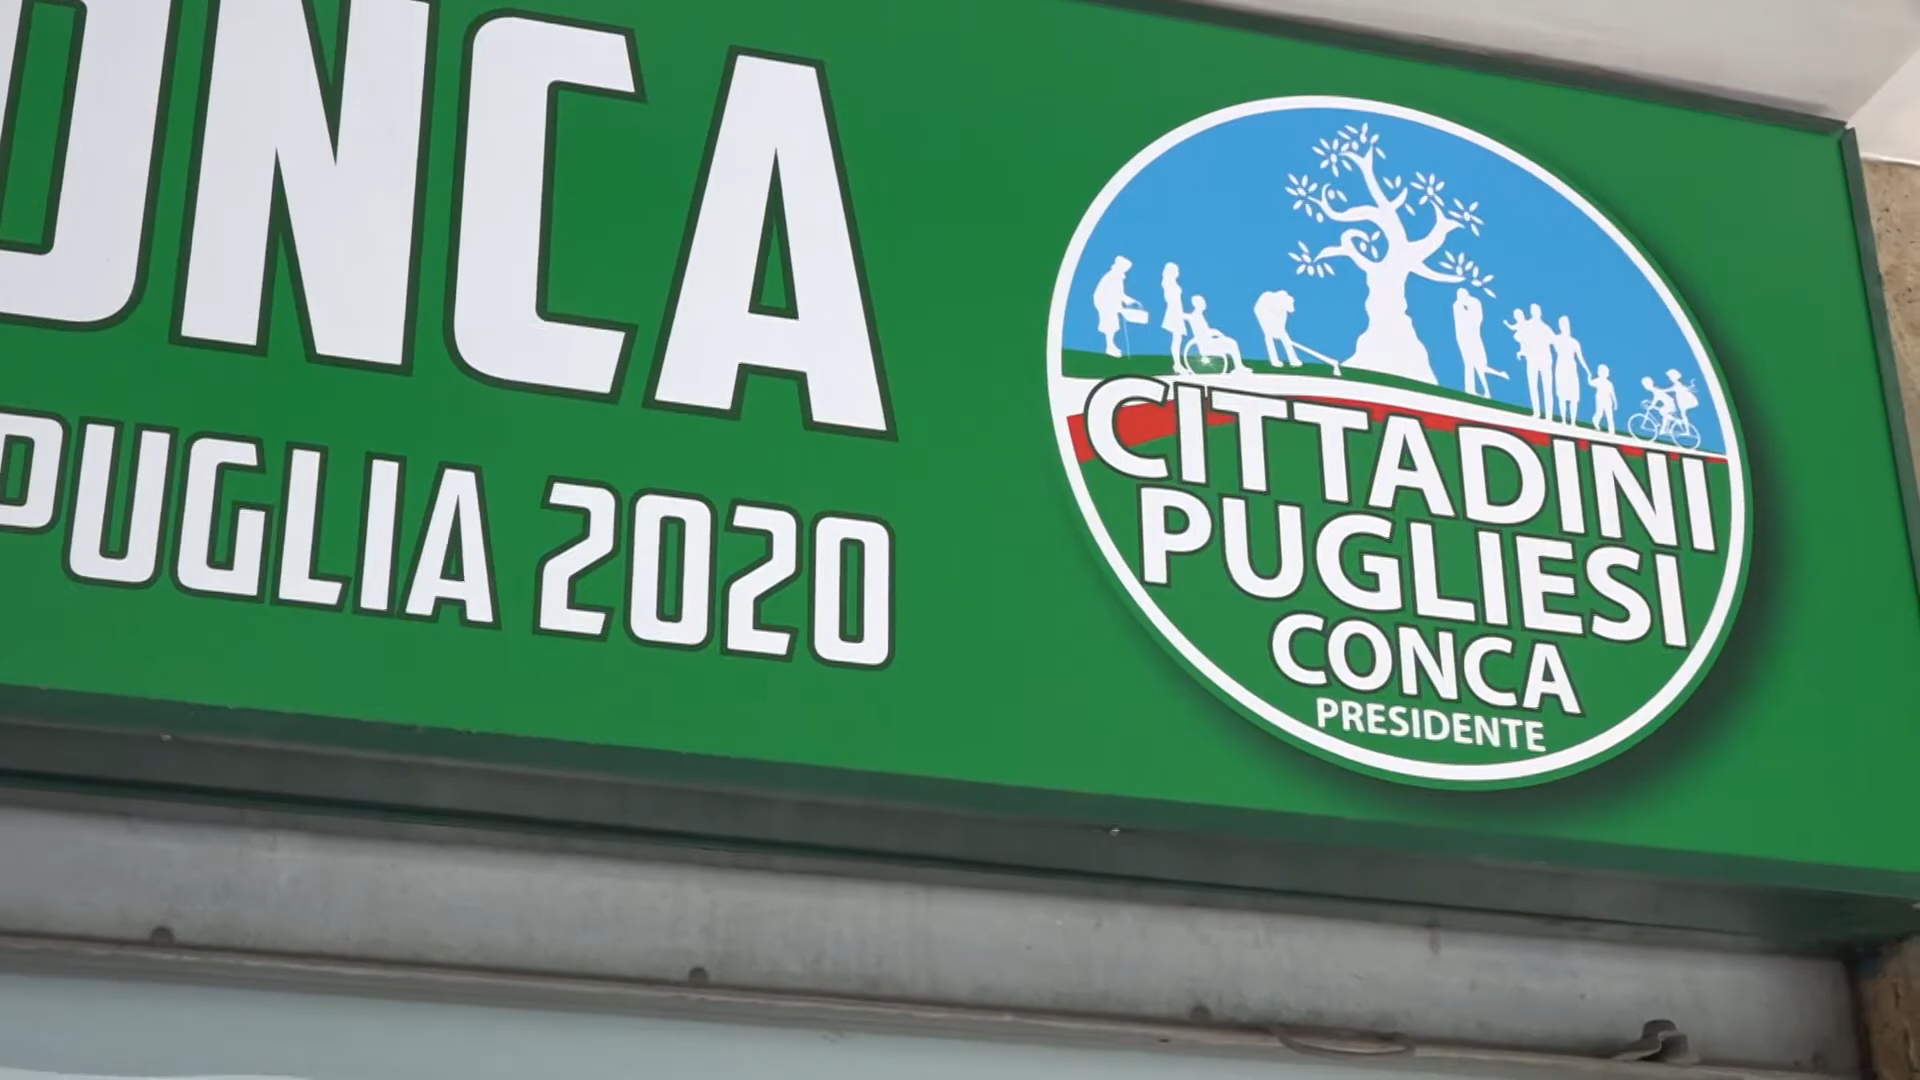 ONCA
PUGLIA 2020
CITTADINI
PUGLIESI
CONCA
PRESIDENTE